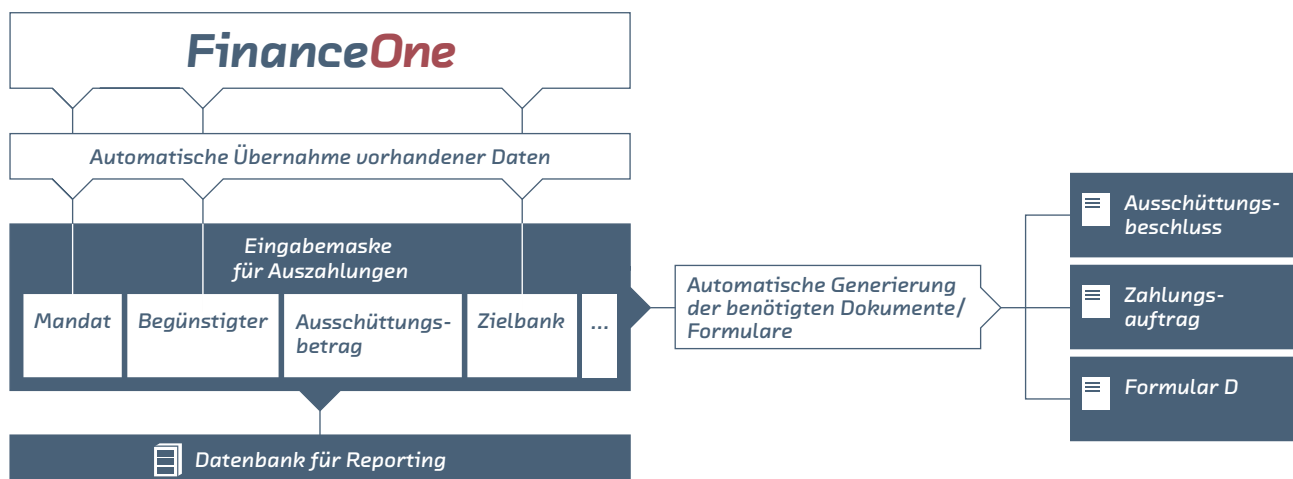 FinanceOne
Automatische Übernahme vorhandener Daten
Eingabemaske
für Auszahlungen
Mandat
Begünstigter
Ausschüttungs-
betrag
Zielbank
...
Datenbank für Reporting
Automatische Generierung
der benötigten Dokumente/
Formulare
Ausschüttungs-
beschluss
Zahlungs-
auftrag
Formular D